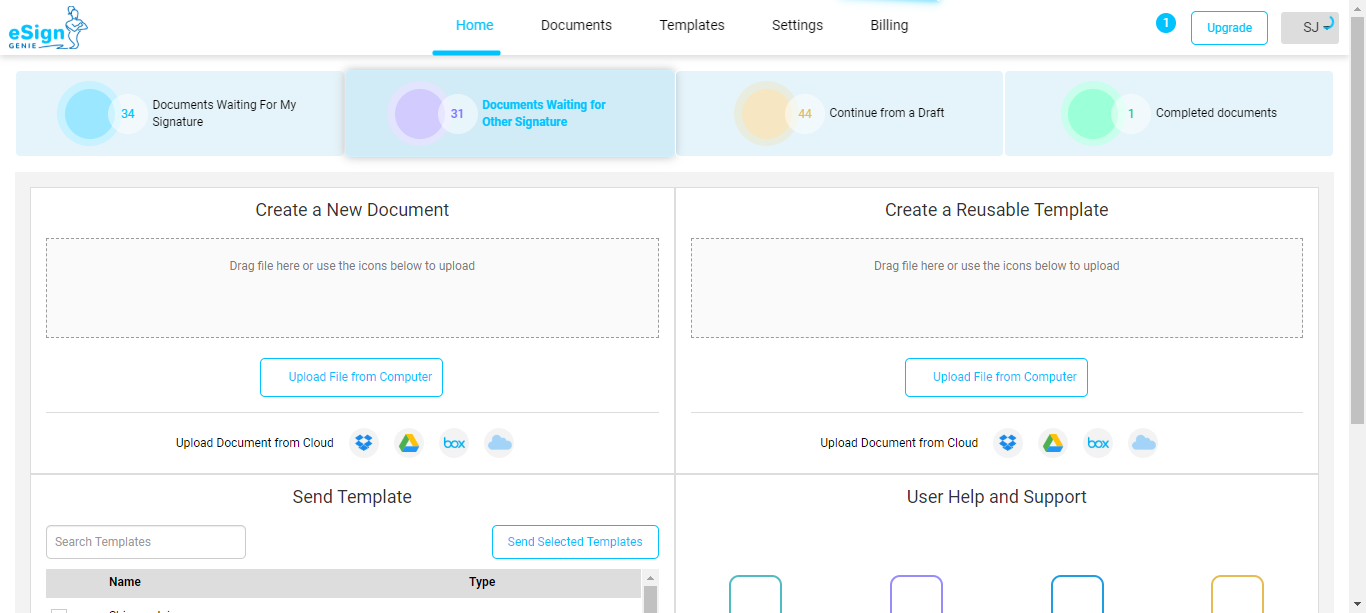 eSign
GENIE
Home
Documents
Templates
Settings
Billing
1
Upgrade
SJ
34
Documents Waiting For My
Signature
31
Documents Waiting for
Other Signature
44
Continue from a Draft
1
Completed documents
Create a New Document
Drag file here or use the icons below to upload
Upload File from Computer
Upload Document from Cloud
box
Create a Reusable Template
Drag file here or use the icons below to upload
Upload File from Computer
Upload Document from Cloud
box
Send Template
Search Templates
Send Selected Templates
Name
Type
User Help and Support